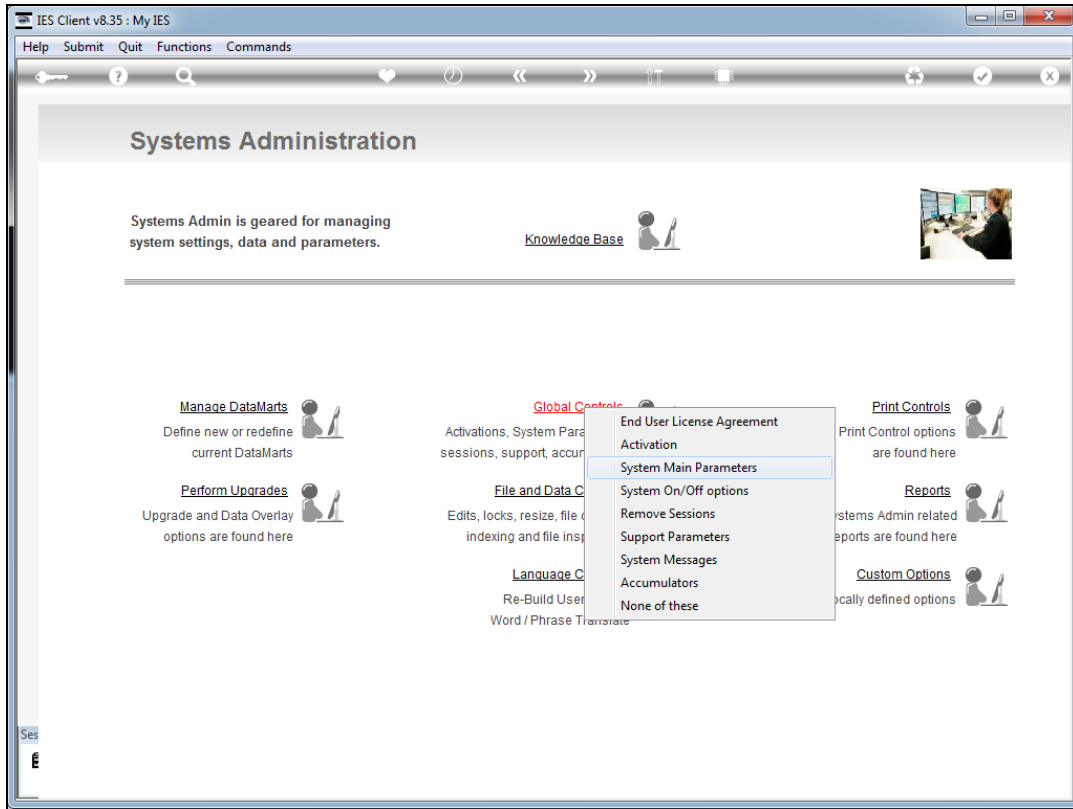 IES Client v8.35 : My IES
Help Submit Quit Functions Commands
Systems Administration
Systems Admin is geared for managing
system settings, data and parameters.
Knowledge Base
Manage DataMarts
Define new or redefine
current DataMarts
Global Controls
Activations, System Para
sessions, support, accur
Print Controls
Print Control options
are found here
End User License Agreement
Activation
System Main Parameters
System On/Off options
Remove Sessions
Support Parameters
System Messages
Accumulators
None of these
Perform Upgrades
Upgrade and Data Overlay
options are found here
File and Data C
Edits, locks, resize, file
indexing and file insp
Reports
stems Admin related
eports are found here
Language C
Re-Build User
Word / Phrase Translate
Custom Options
ocally defined options
Ses